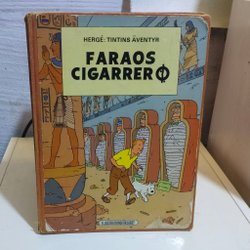 HERGÉ: TINTINS ÄVENTYR
FARAOS
CIGARRER